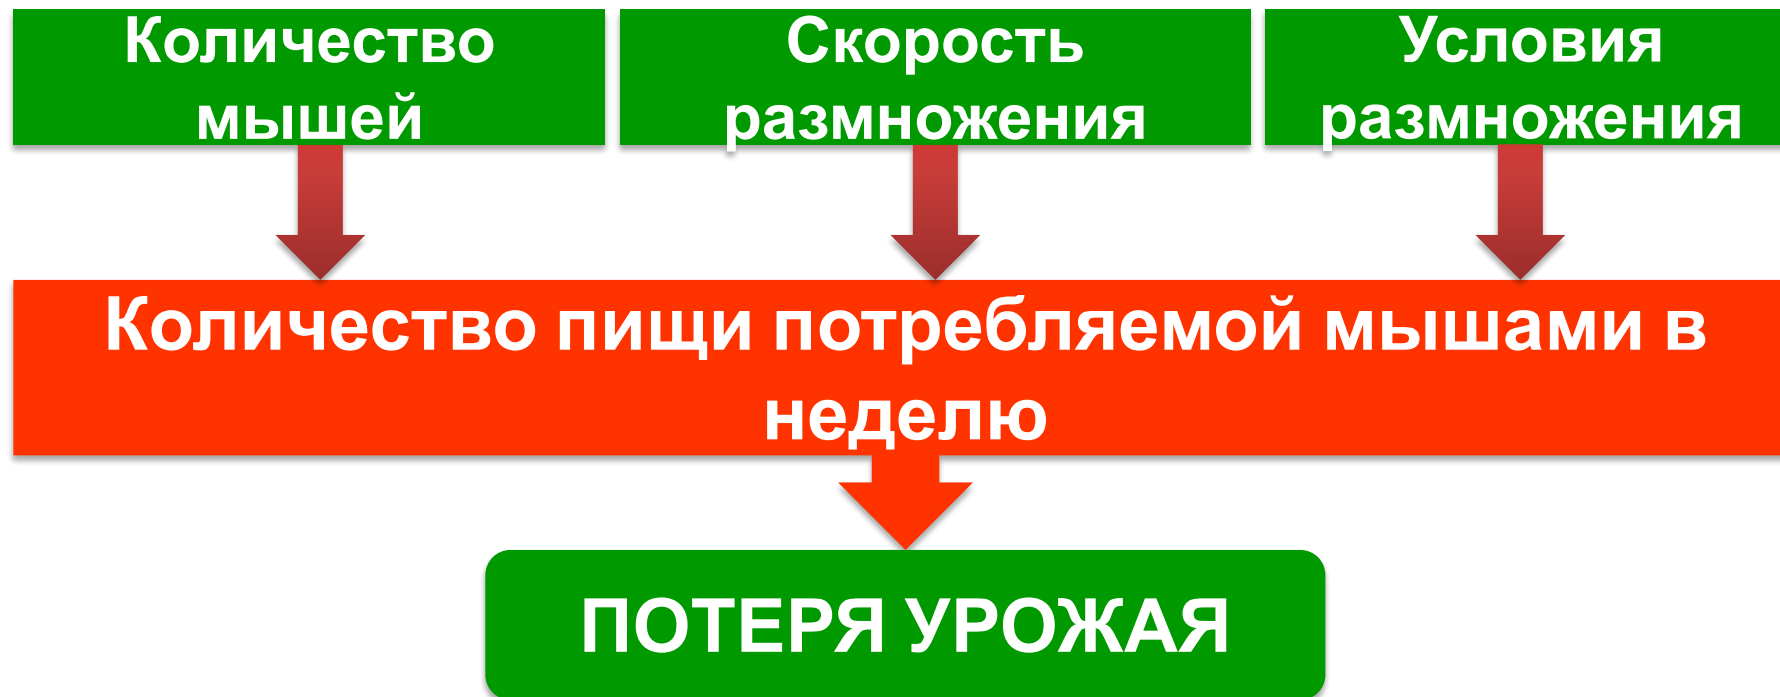 Количество
мышей
Скорость
размножения
Условия
размножения
Количество пищи потребляемой мышами в
неделю
ПОТЕРЯ УРОЖАЯ